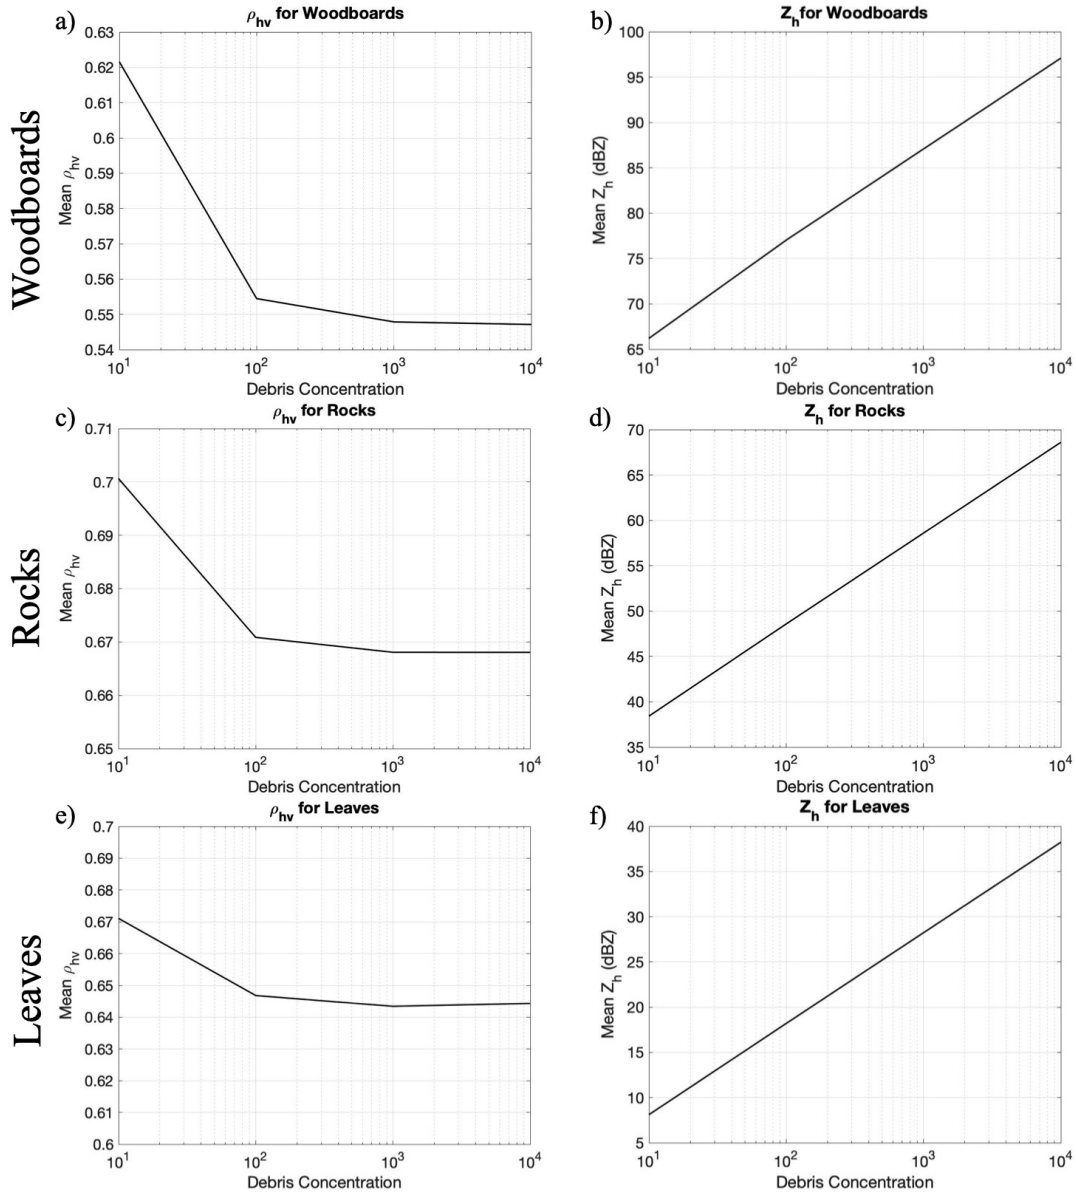 a)
ρhv for Woodboards
0.63
0.62
0.61
0.6
0.59
0.58
0.57
0.56
0.55
0.54
Mean ρhv
10^1
10^2
10^3
10^4
Debris Concentration
b)
Zh for Woodboards
100
95
90
85
80
75
70
65
Mean Zh (dBZ)
10^1
10^2
10^3
10^4
Debris Concentration
Woodboards
c)
ρhv for Rocks
0.71
0.7
0.69
0.68
0.67
0.66
0.65
Mean ρhv
10^1
10^2
10^3
10^4
Debris Concentration
d)
Zh for Rocks
70
65
60
55
50
45
40
35
Mean Zh (dBZ)
10^1
10^2
10^3
10^4
Debris Concentration
Rocks
e)
ρhv for Leaves
0.7
0.69
0.68
0.67
0.66
0.65
0.64
0.63
0.62
0.61
0.6
Mean ρhv
10^1
10^2
10^3
10^4
Debris Concentration
f)
Zh for Leaves
40
35
30
25
20
15
10
5
Mean Zh (dBZ)
10^1
10^2
10^3
10^4
Debris Concentration
Leaves